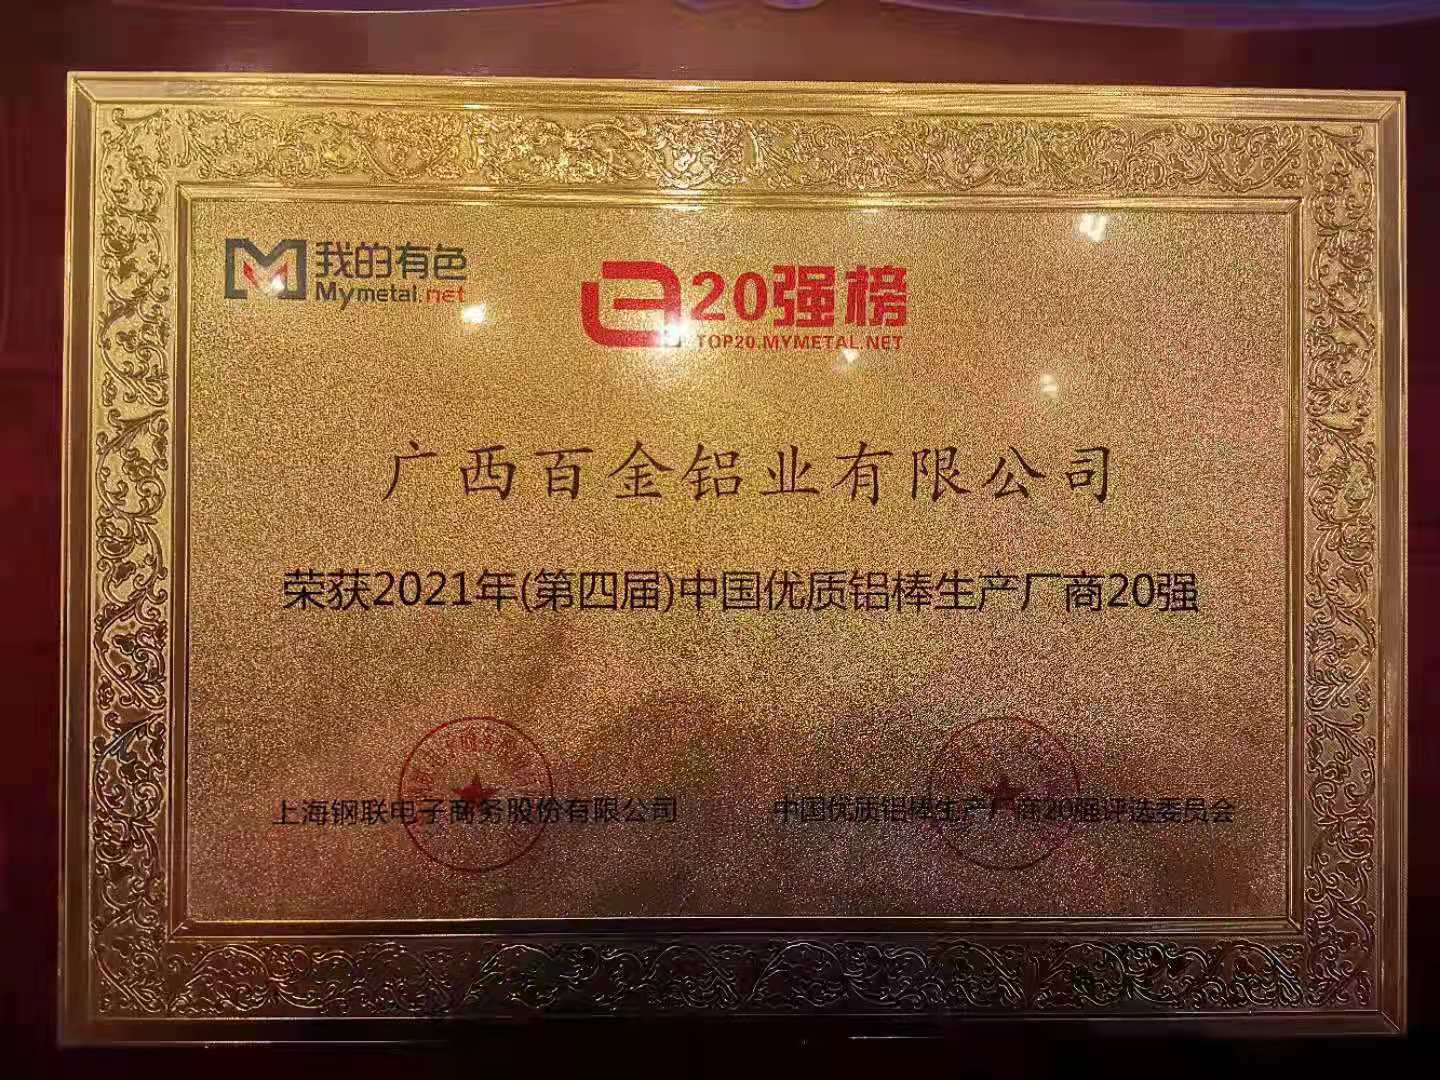 我的有色
Mymetal.net
20强榜
TOP20.MYMETAL.NET
广西百金铝业有限公司
荣获2021年(第四届)中国优质铝棒生产厂商20强
上海钢联电子商务股份有限公司
中国优质铝棒生产厂商20强评选委员会